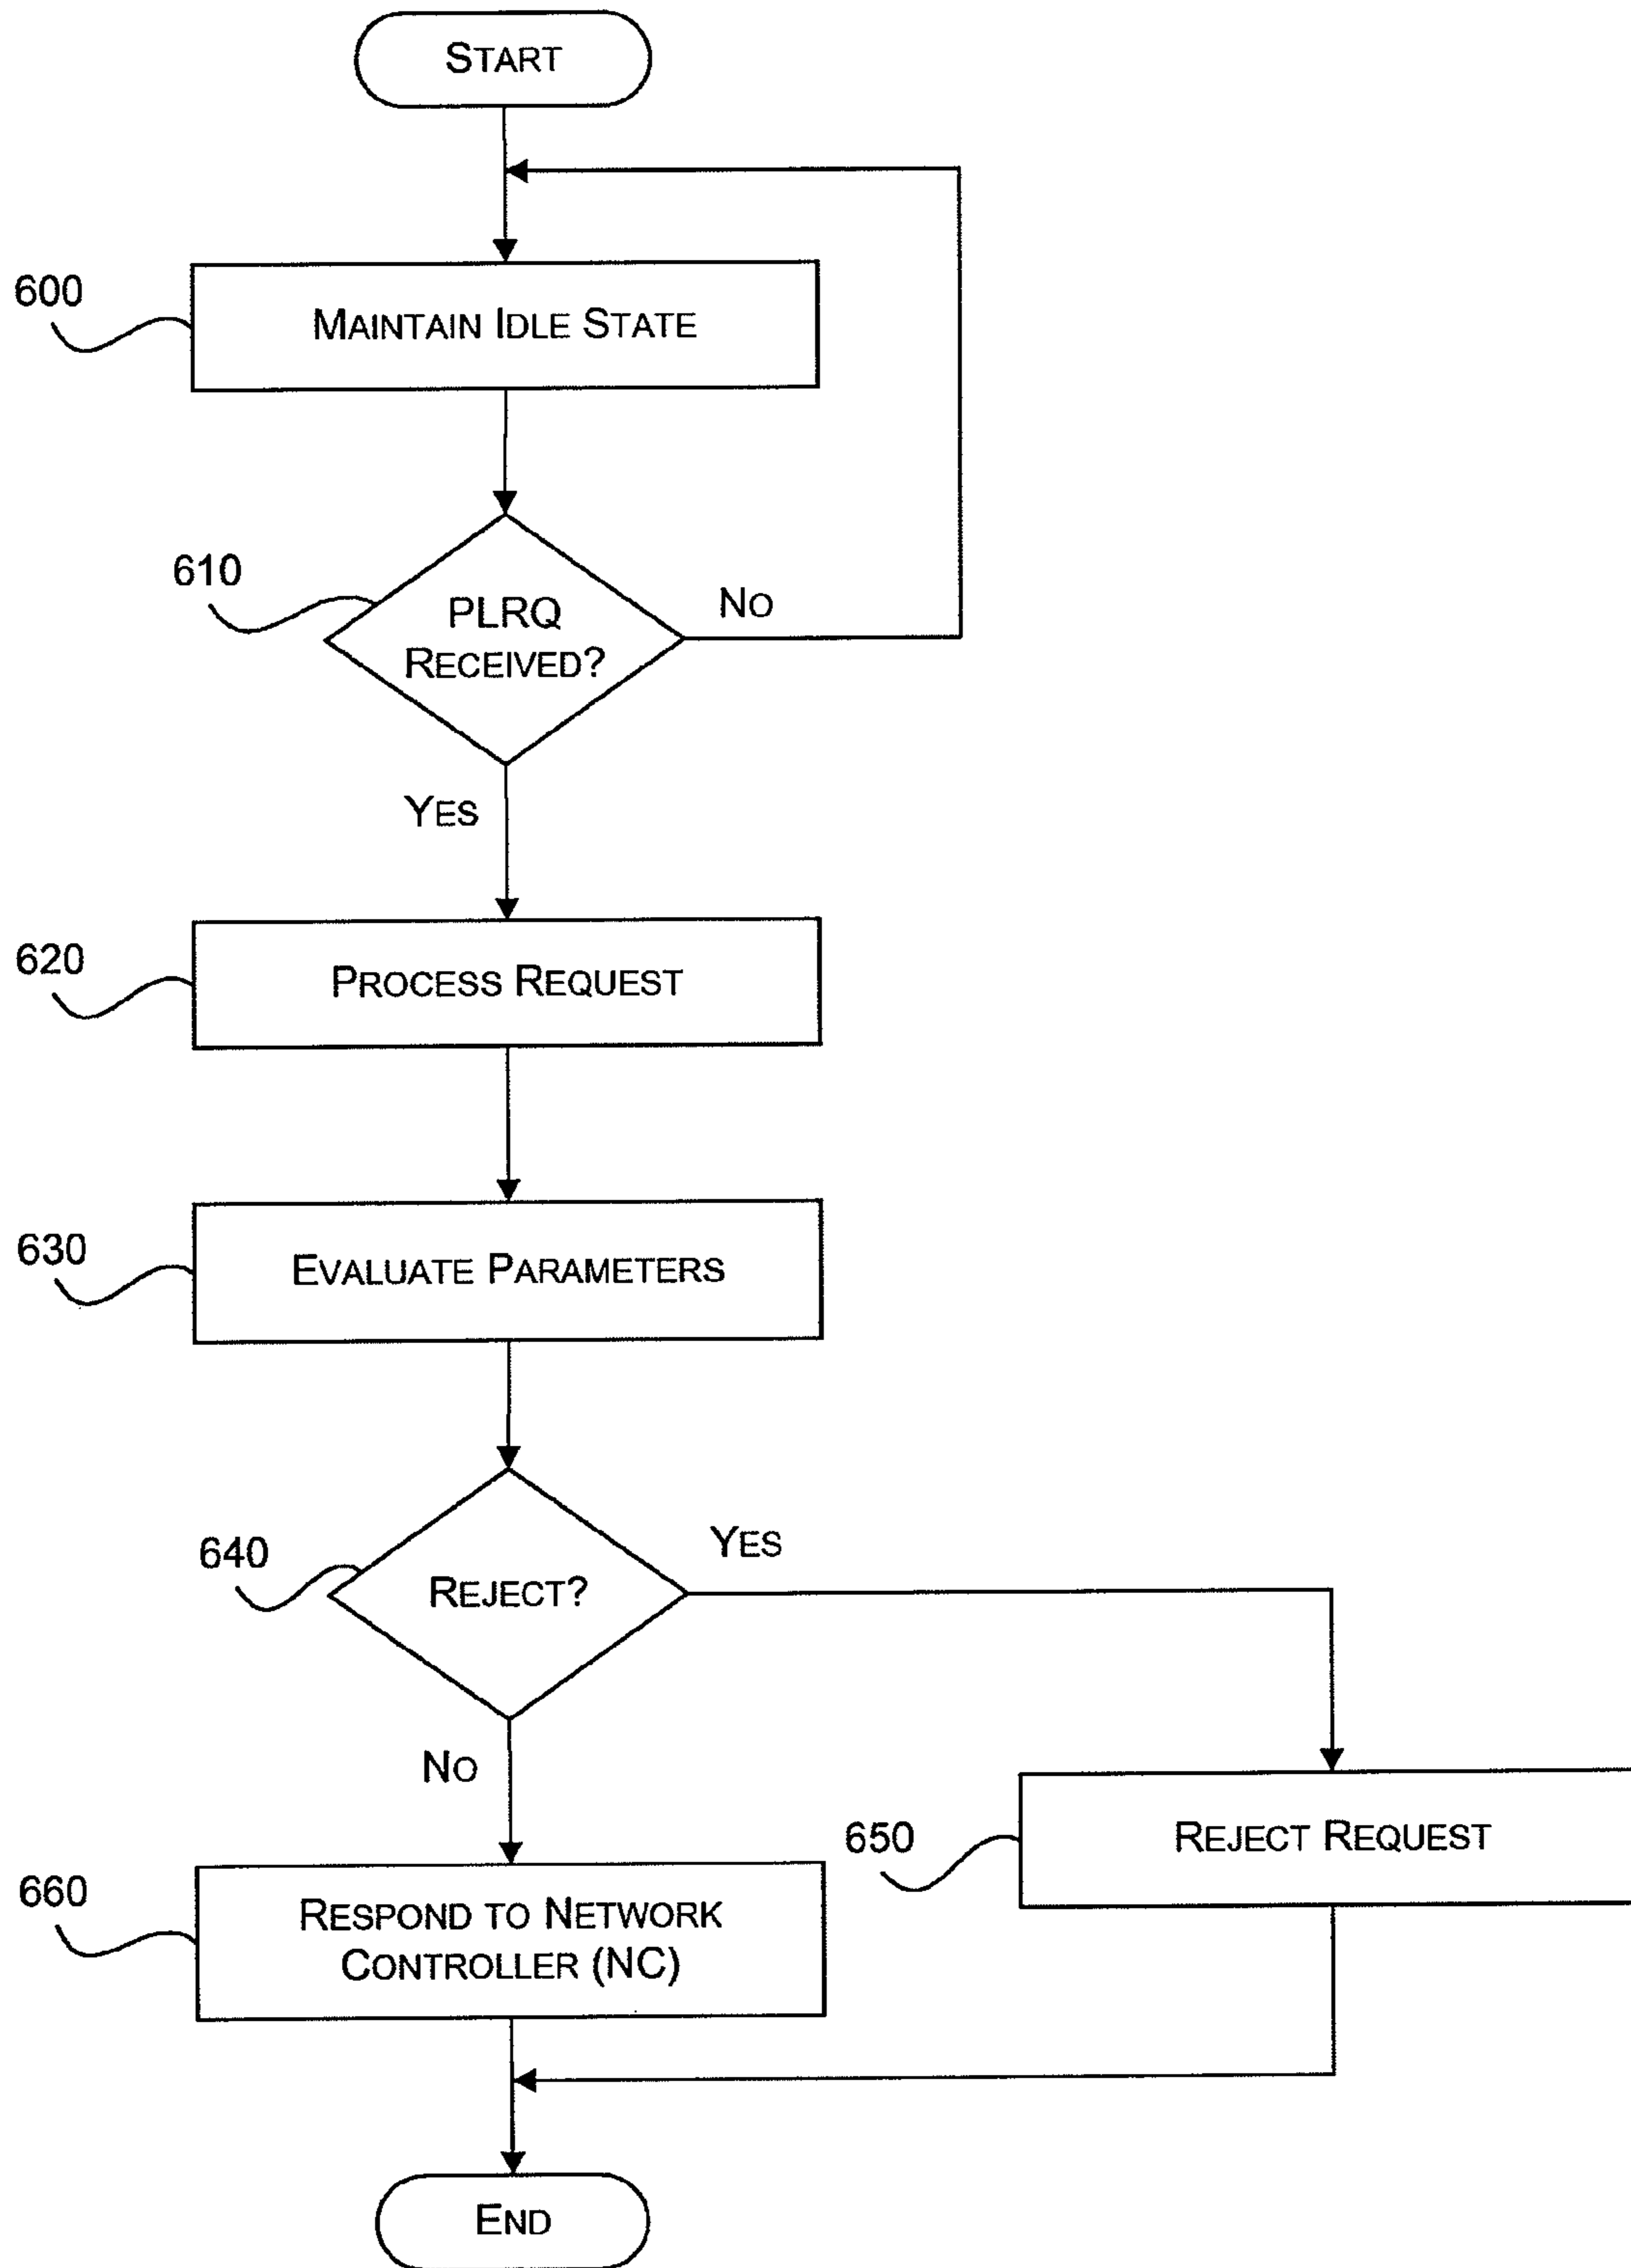 START
600
MAINTAIN IDLE STATE
610
PLRQ
RECEIVED?
NO
YES
620
PROCESS REQUEST
630
EVALUATE PARAMETERS
640
REJECT?
YES
NO
650
REJECT REQUEST
660
RESPOND TO NETWORK
CONTROLLER (NC)
END